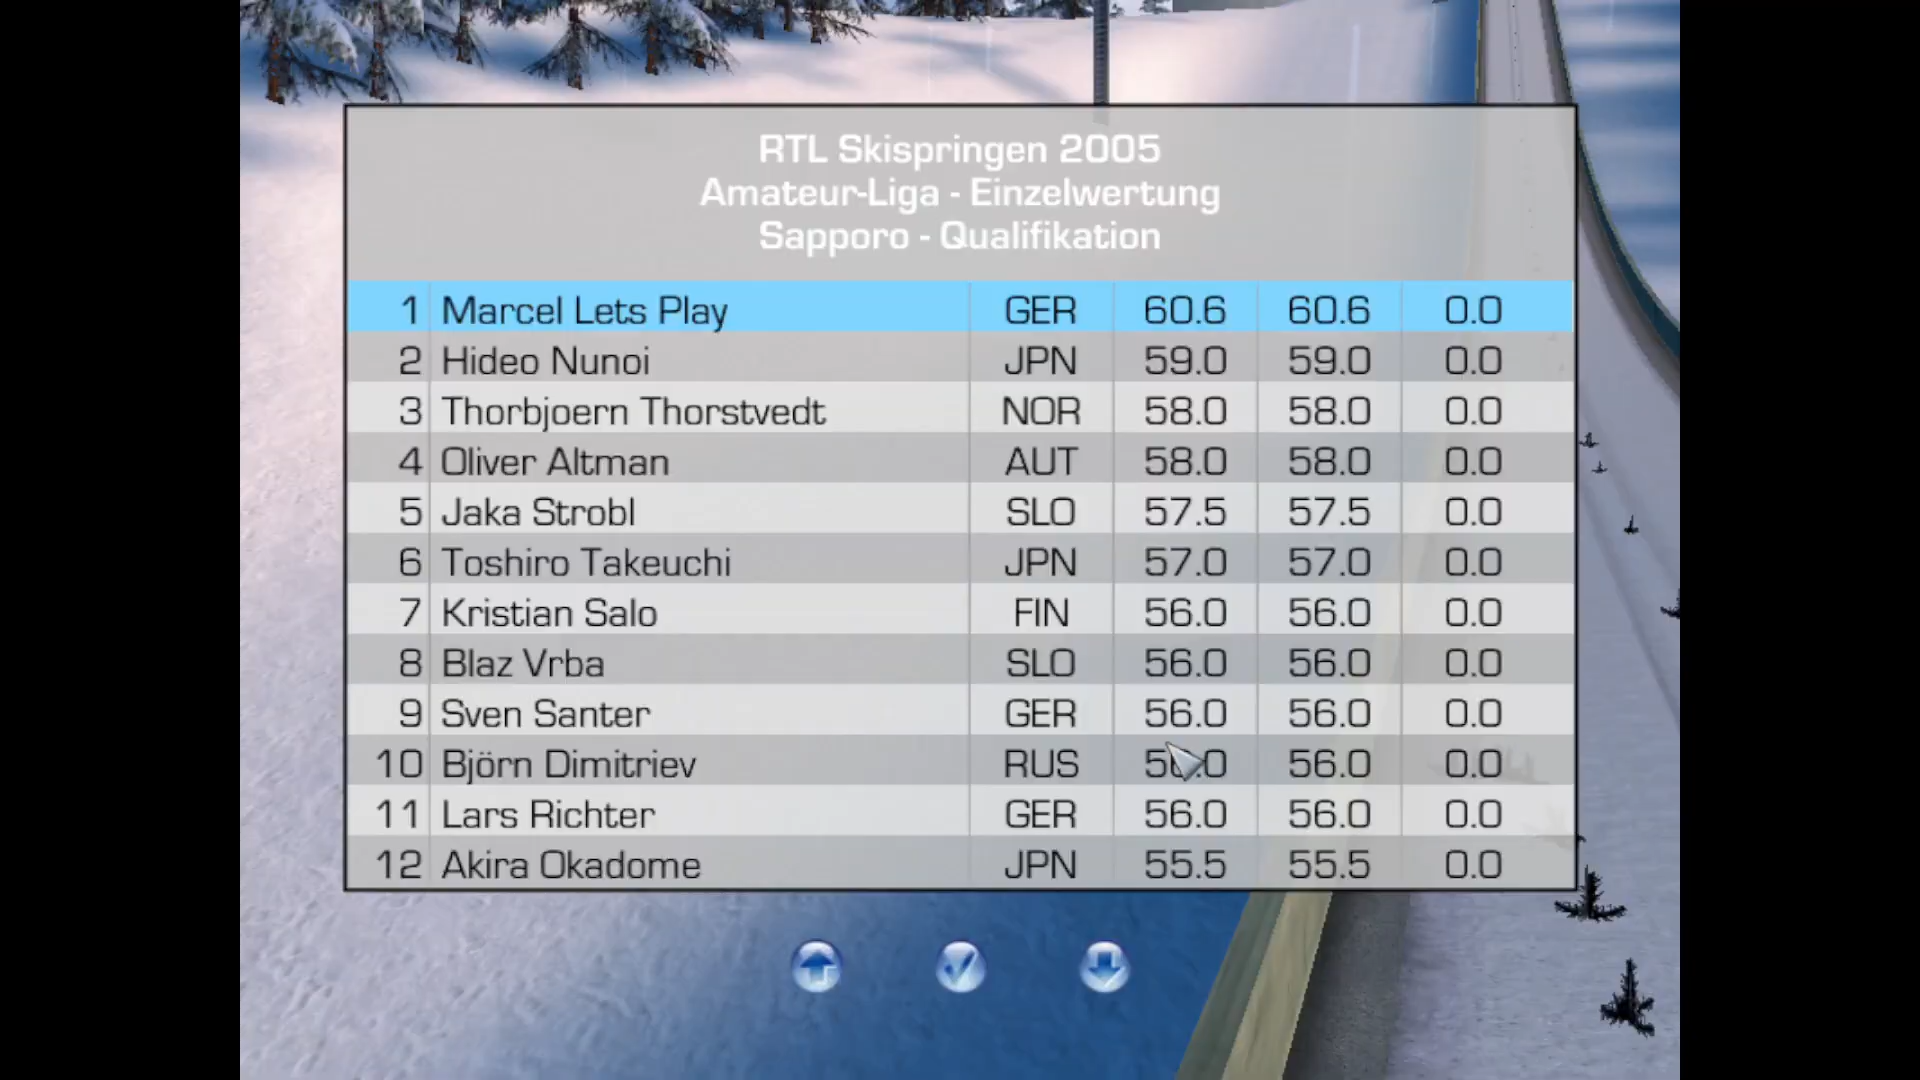 RTL Skispringen 2005
Amateur-Liga - Einzelwertung
Sapporo - Qualifikation
1 Marcel Lets Play GER 60.6 60.6 0.0
2 Hideo Nunoi JPN 59.0 59.0 0.0
3 Thorbjoern Thorstvedt NOR 58.0 58.0 0.0
4 Oliver Altman AUT 58.0 58.0 0.0
5 Jaka Strobl SLO 57.5 57.5 0.0
6 Toshiro Takeuchi JPN 57.0 57.0 0.0
7 Kristian Salo FIN 56.0 56.0 0.0
8 Blaz Vrba SLO 56.0 56.0 0.0
9 Sven Santer GER 56.0 56.0 0.0
10 Björn Dimitriev RUS 56.0 56.0 0.0
11 Lars Richter GER 56.0 56.0 0.0
12 Akira Okadome JPN 55.5 55.5 0.0